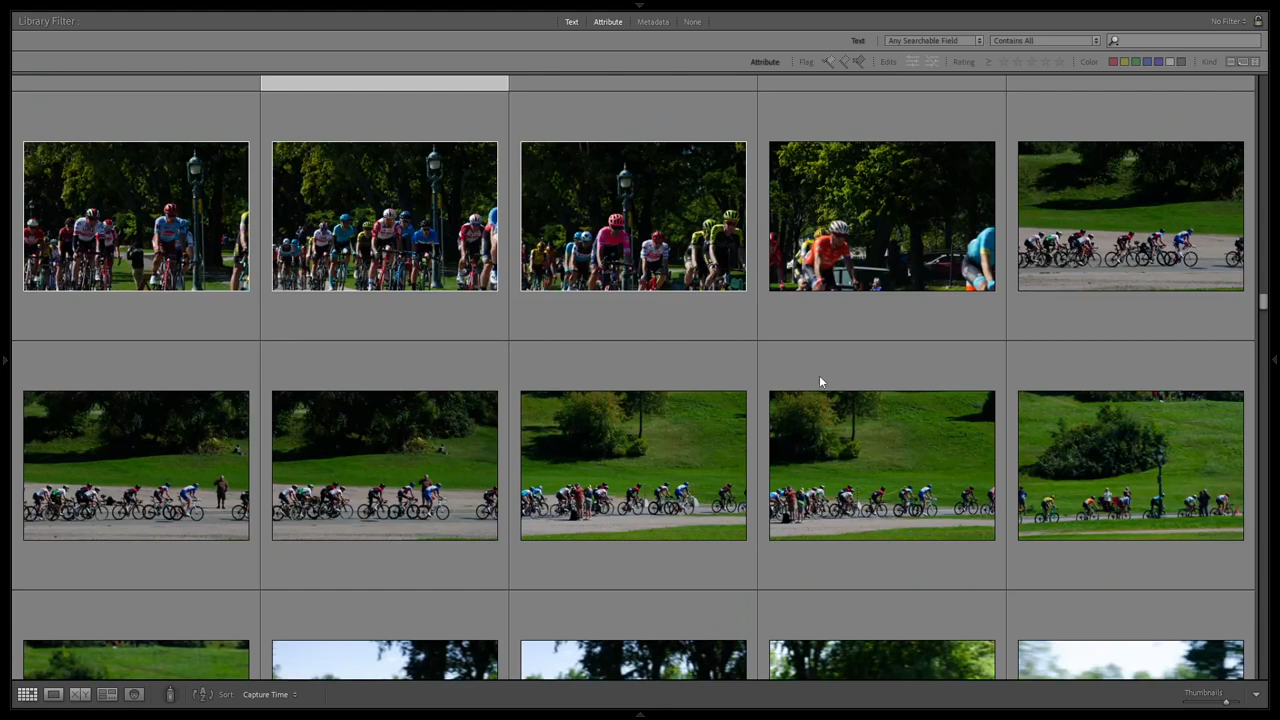 Library Filter :
Text Attribute Metadata None
No Filter
Text Any Searchable Field Contains All
Attribute Flag Edits Rating ≥ Color Kind
Sort Capture Time
Thumbnails